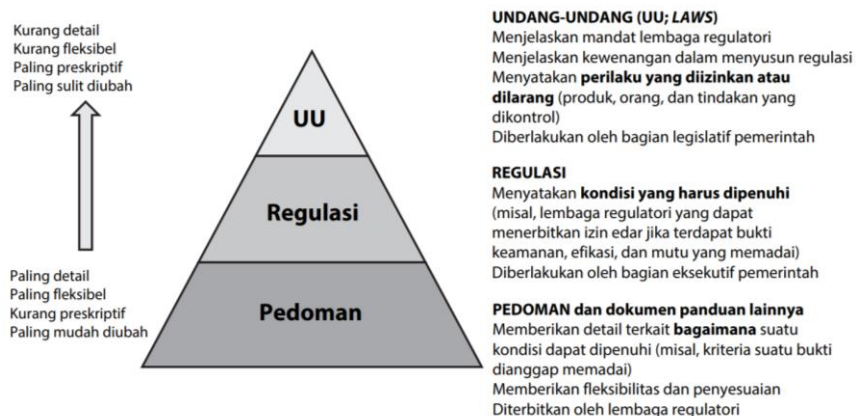 Kurang detail
Kurang fleksibel
Paling preskriptif
Paling sulit diubah
Paling detail
Paling fleksibel
Kurang preskriptif
Paling mudah diubah
UU
Regulasi
Pedoman
UNDANG-UNDANG (UU; LAWS)
Menjelaskan mandat lembaga regulatori
Menjelaskan kewenangan dalam menyusun regulasi
Menyatakan perilaku yang diizinkan atau
dilarang (produk, orang, dan tindakan yang
dikontrol)
Diberlakukan oleh bagian legislatif pemerintah
REGULASI
Menyatakan kondisi yang harus dipenuhi
(misal, lembaga regulatori yang dapat
menerbitkan izin edar jika terdapat bukti
keamanan, efikasi, dan mutu yang memadai)
Diberlakukan oleh bagian eksekutif pemerintah
PEDOMAN dan dokumen panduan lainnya
Memberikan detail terkait bagaimana suatu
kondisi dapat dipenuhi (misal, kriteria suatu bukti
dianggap memadai)
Memberikan fleksibilitas dan penyesuaian
Diterbitkan oleh lembaga regulatori